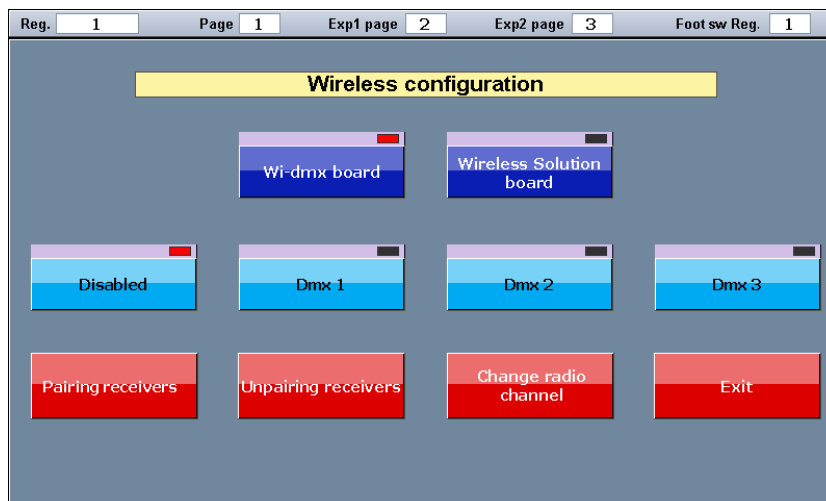 Reg. 1 Page 1 Exp1 page 2 Exp2 page 3 Foot sw Reg. 1
Wireless configuration
Wi-dmx board
Wireless Solution
board
Disabled
Dmx 1
Dmx 2
Dmx 3
Pairing receivers
Unpairing receivers
Change radio
channel
Exit